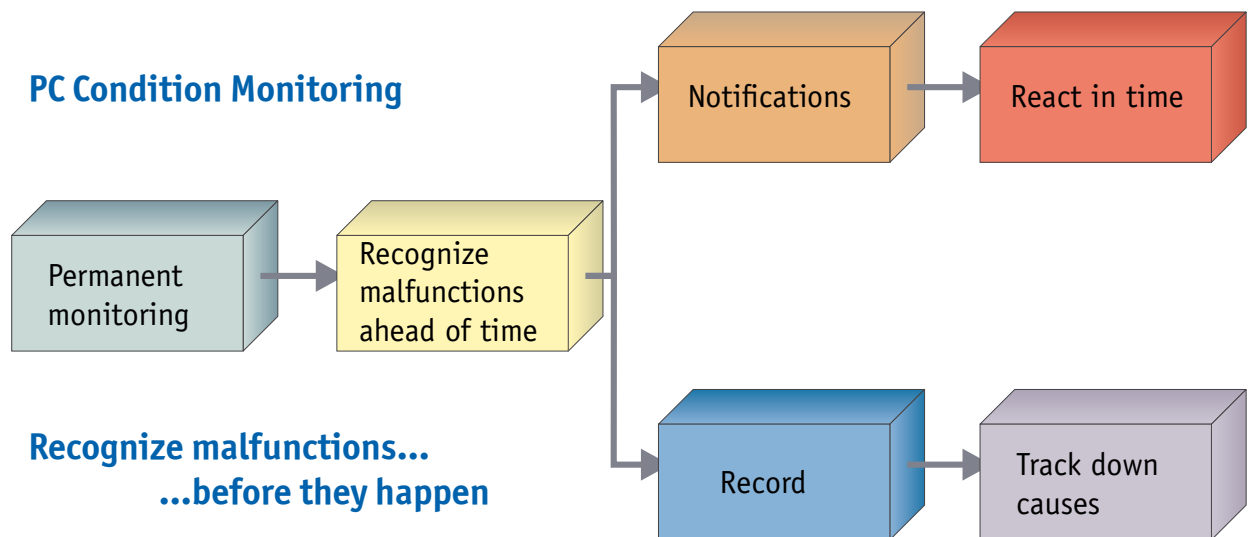 PC Condition Monitoring
Notifications
React in time
Permanent
monitoring
Recognize
malfunctions
ahead of time
Recognize malfunctions...
...before they happen
Record
Track down
causes